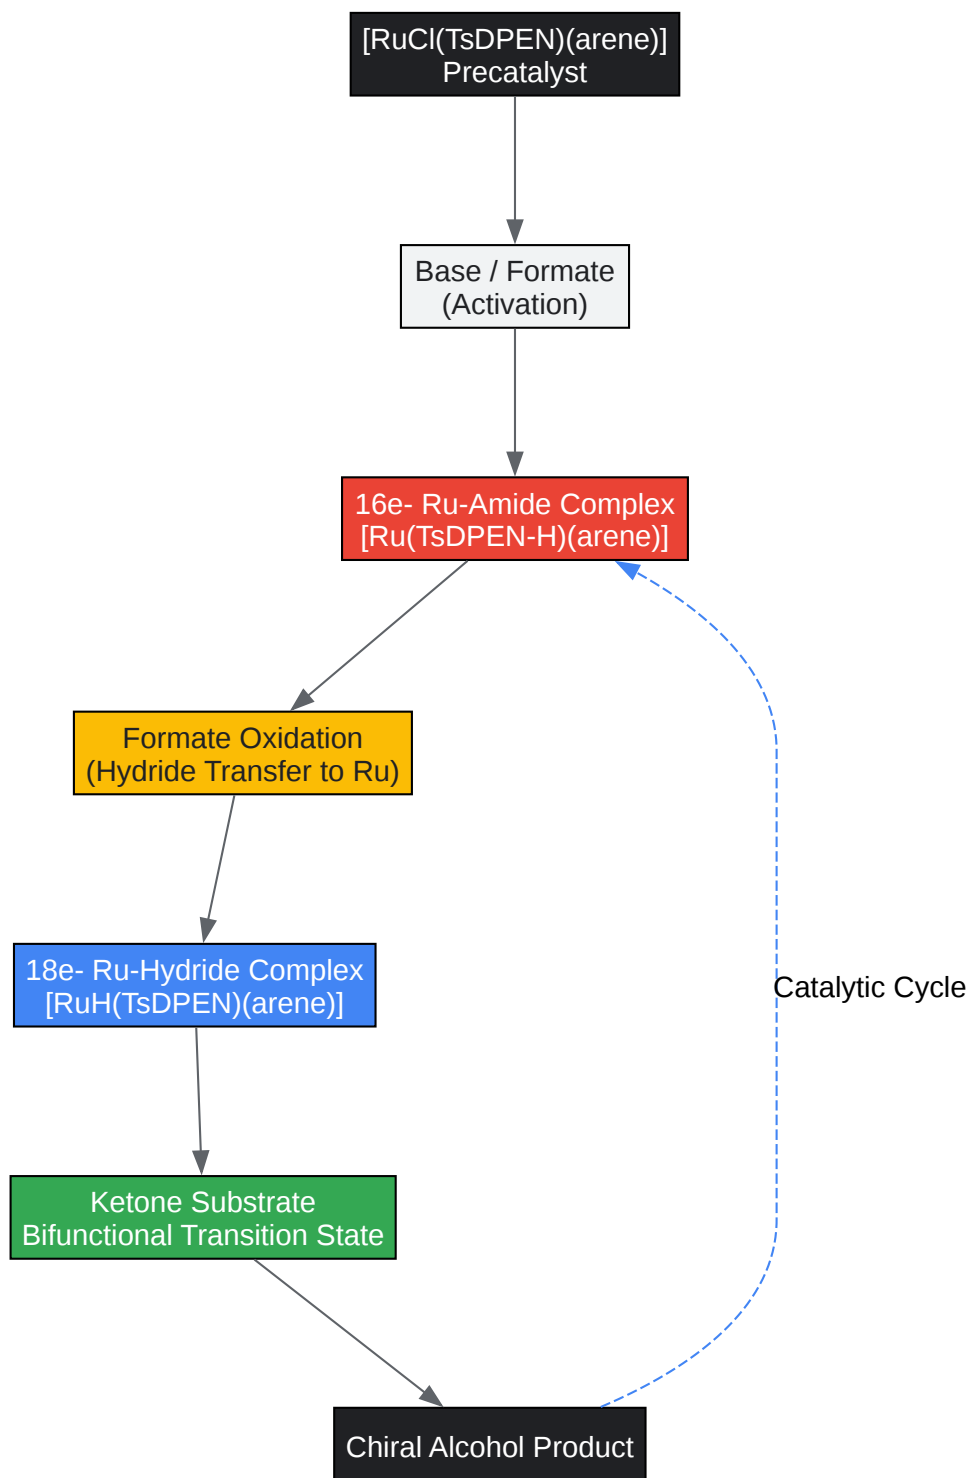 [RuCl(TsDPEN)(arene)]
Precatalyst
Base / Formate
(Activation)
16e- Ru-Amide Complex
[Ru(TsDPEN-H)(arene)]
Formate Oxidation
(Hydride Transfer to Ru)
18e- Ru-Hydride Complex
[RuH(TsDPEN)(arene)]
Catalytic Cycle
Ketone Substrate
Bifunctional Transition State
Chiral Alcohol Product